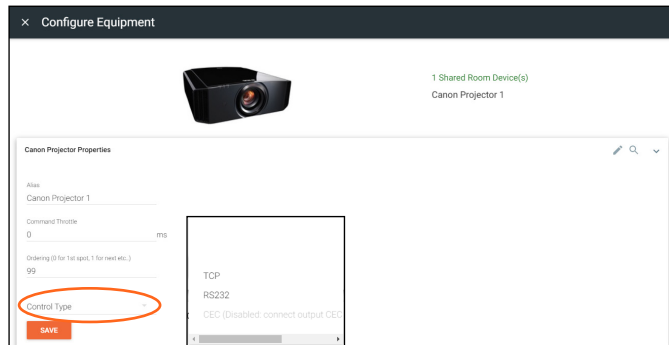 × Configure Equipment
1 Shared Room Device(s)
Canon Projector 1
Canon Projector Properties
Alias
Canon Projector 1
Command Throttle
0 ms
Ordering (0 for 1st spot, 1 for next etc..)
99
Control Type
SAVE
TCP
RS232
CEC (Disabled: connect output CEC